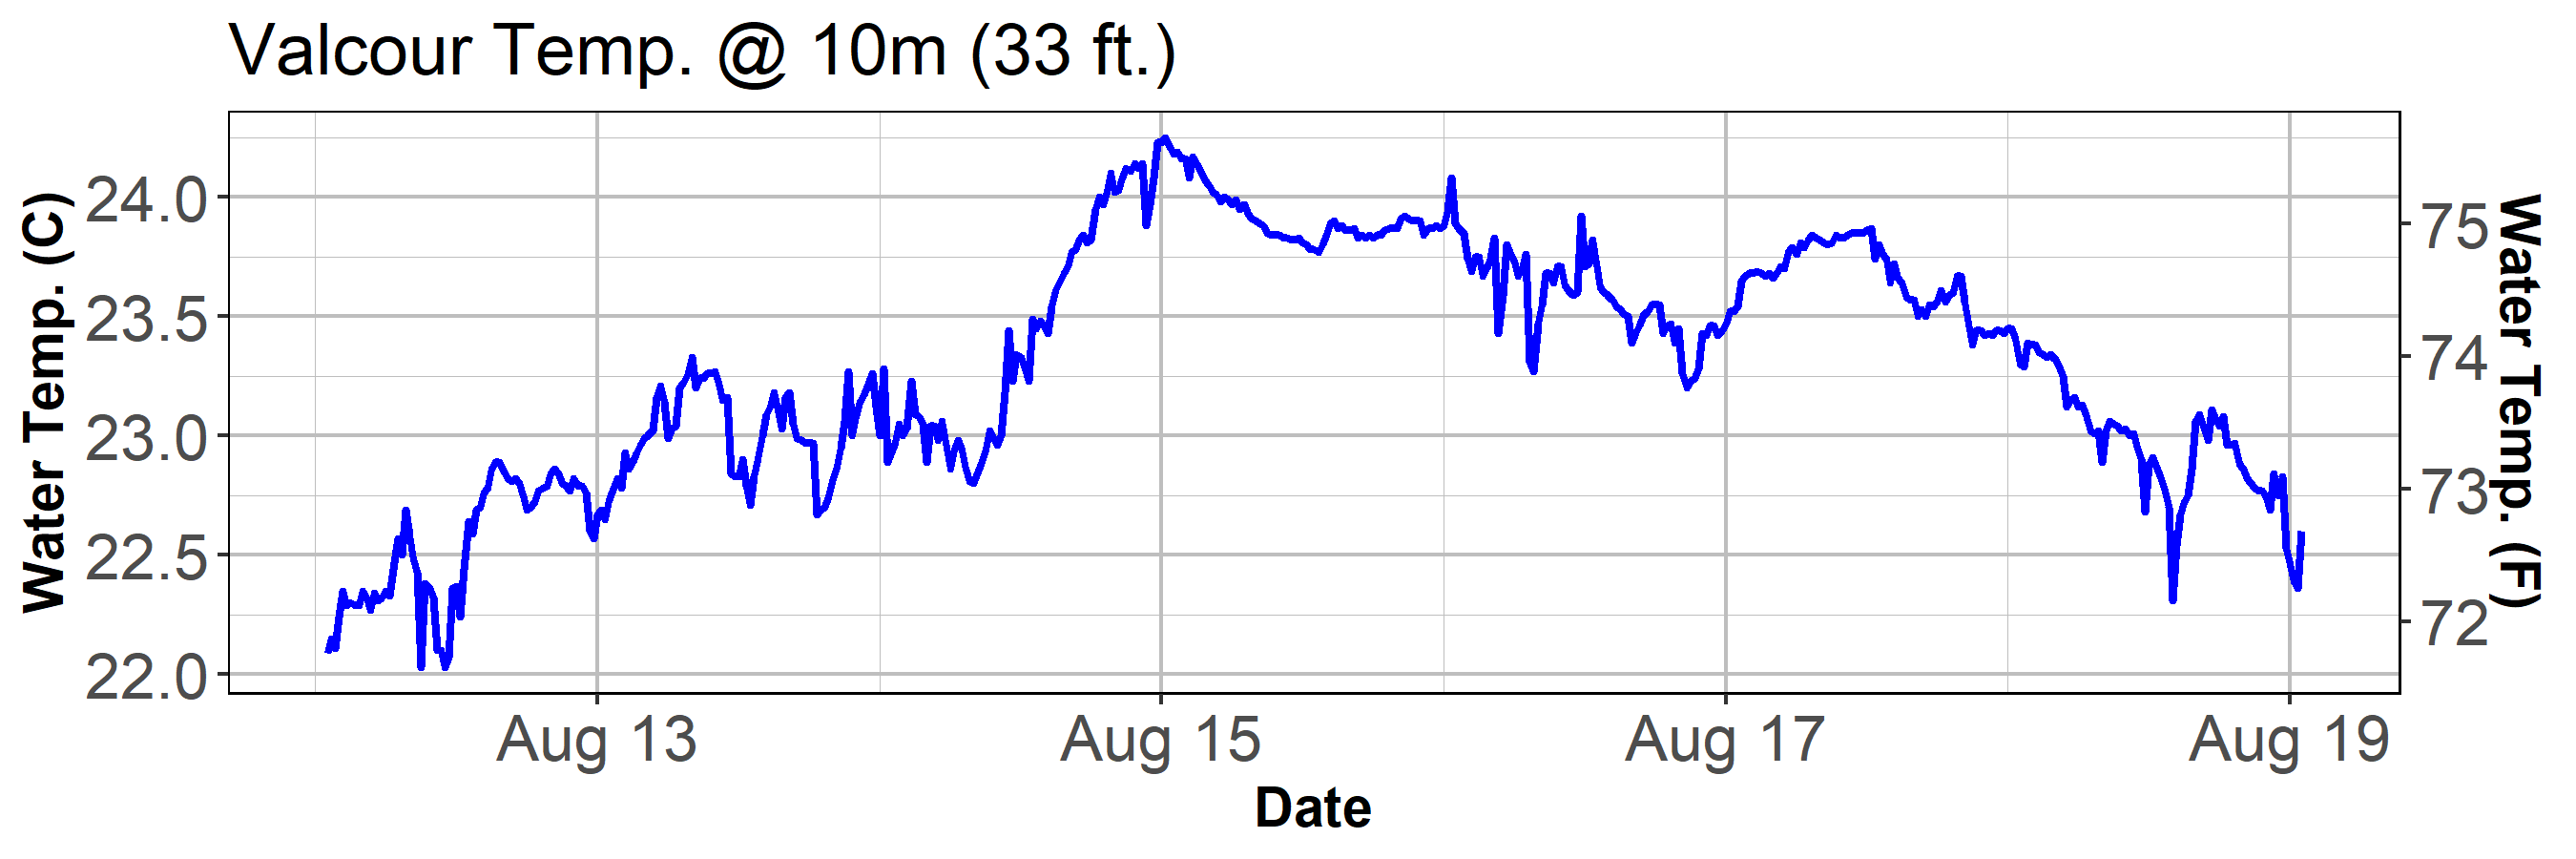 Valcour Temp. @ 10m (33 ft.)
Water Temp. (C)
24.0
23.5
23.0
22.5
22.0
75
74
73
72
Water Temp. (F)
Aug 13 Aug 15 Aug 17 Aug 19
Date